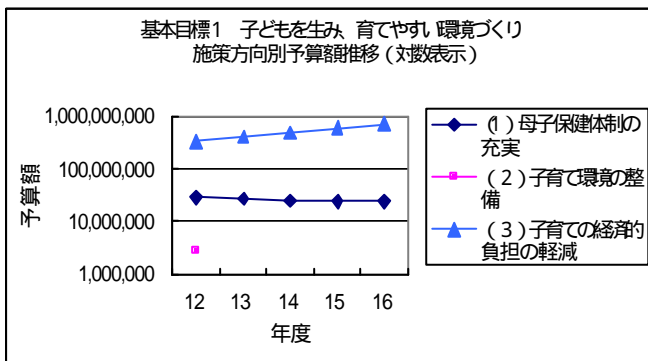 基本目標1　子どもを生み、育てやすい環境づくり
施策方向別予算額推移(対数表示)
1,000,000,000
100,000,000
10,000,000
1,000,000
予算額
12 13 14 15 16
年度
(1)母子保健体制の
充実
(2)子育て環境の整
備
(3)子育ての経済的
負担の軽減